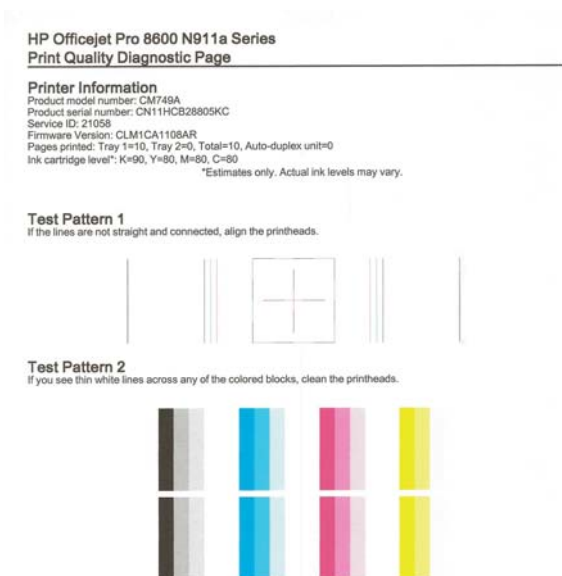 HP Officejet Pro 8600 N911a Series
Print Quality Diagnostic Page
Printer Information
Product model number: CM749A
Product serial number: CN11HCB28805KC
Service ID: 21058
Firmware Version: CLM1CA1108AR
Pages printed: Tray 1=10, Tray 2=0, Total=10, Auto-duplex unit=0
Ink cartridge level*: K=90, Y=80, M=80, C=80
*Estimates only. Actual ink levels may vary.
Test Pattern 1
If the lines are not straight and connected, align the printheads.
Test Pattern 2
If you see thin white lines across any of the colored blocks, clean the printheads.